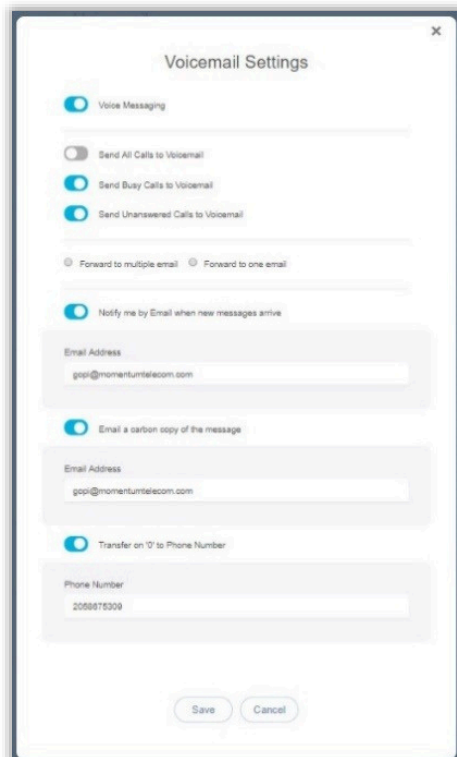 Voicemail Settings
Voice Messaging
Send All Calls to Voicemail
Send Busy Calls to Voicemail
Send Unanswered Calls to Voicemail
Forward to multiple email Forward to one email
Notify me by Email when new messages arrive
Email Address
gopi@momentumtelecom.com
Email a carbon copy of the message
Email Address
gopi@momentumtelecom.com
Transfer on '0' to Phone Number
Phone Number
2058675309
Save Cancel